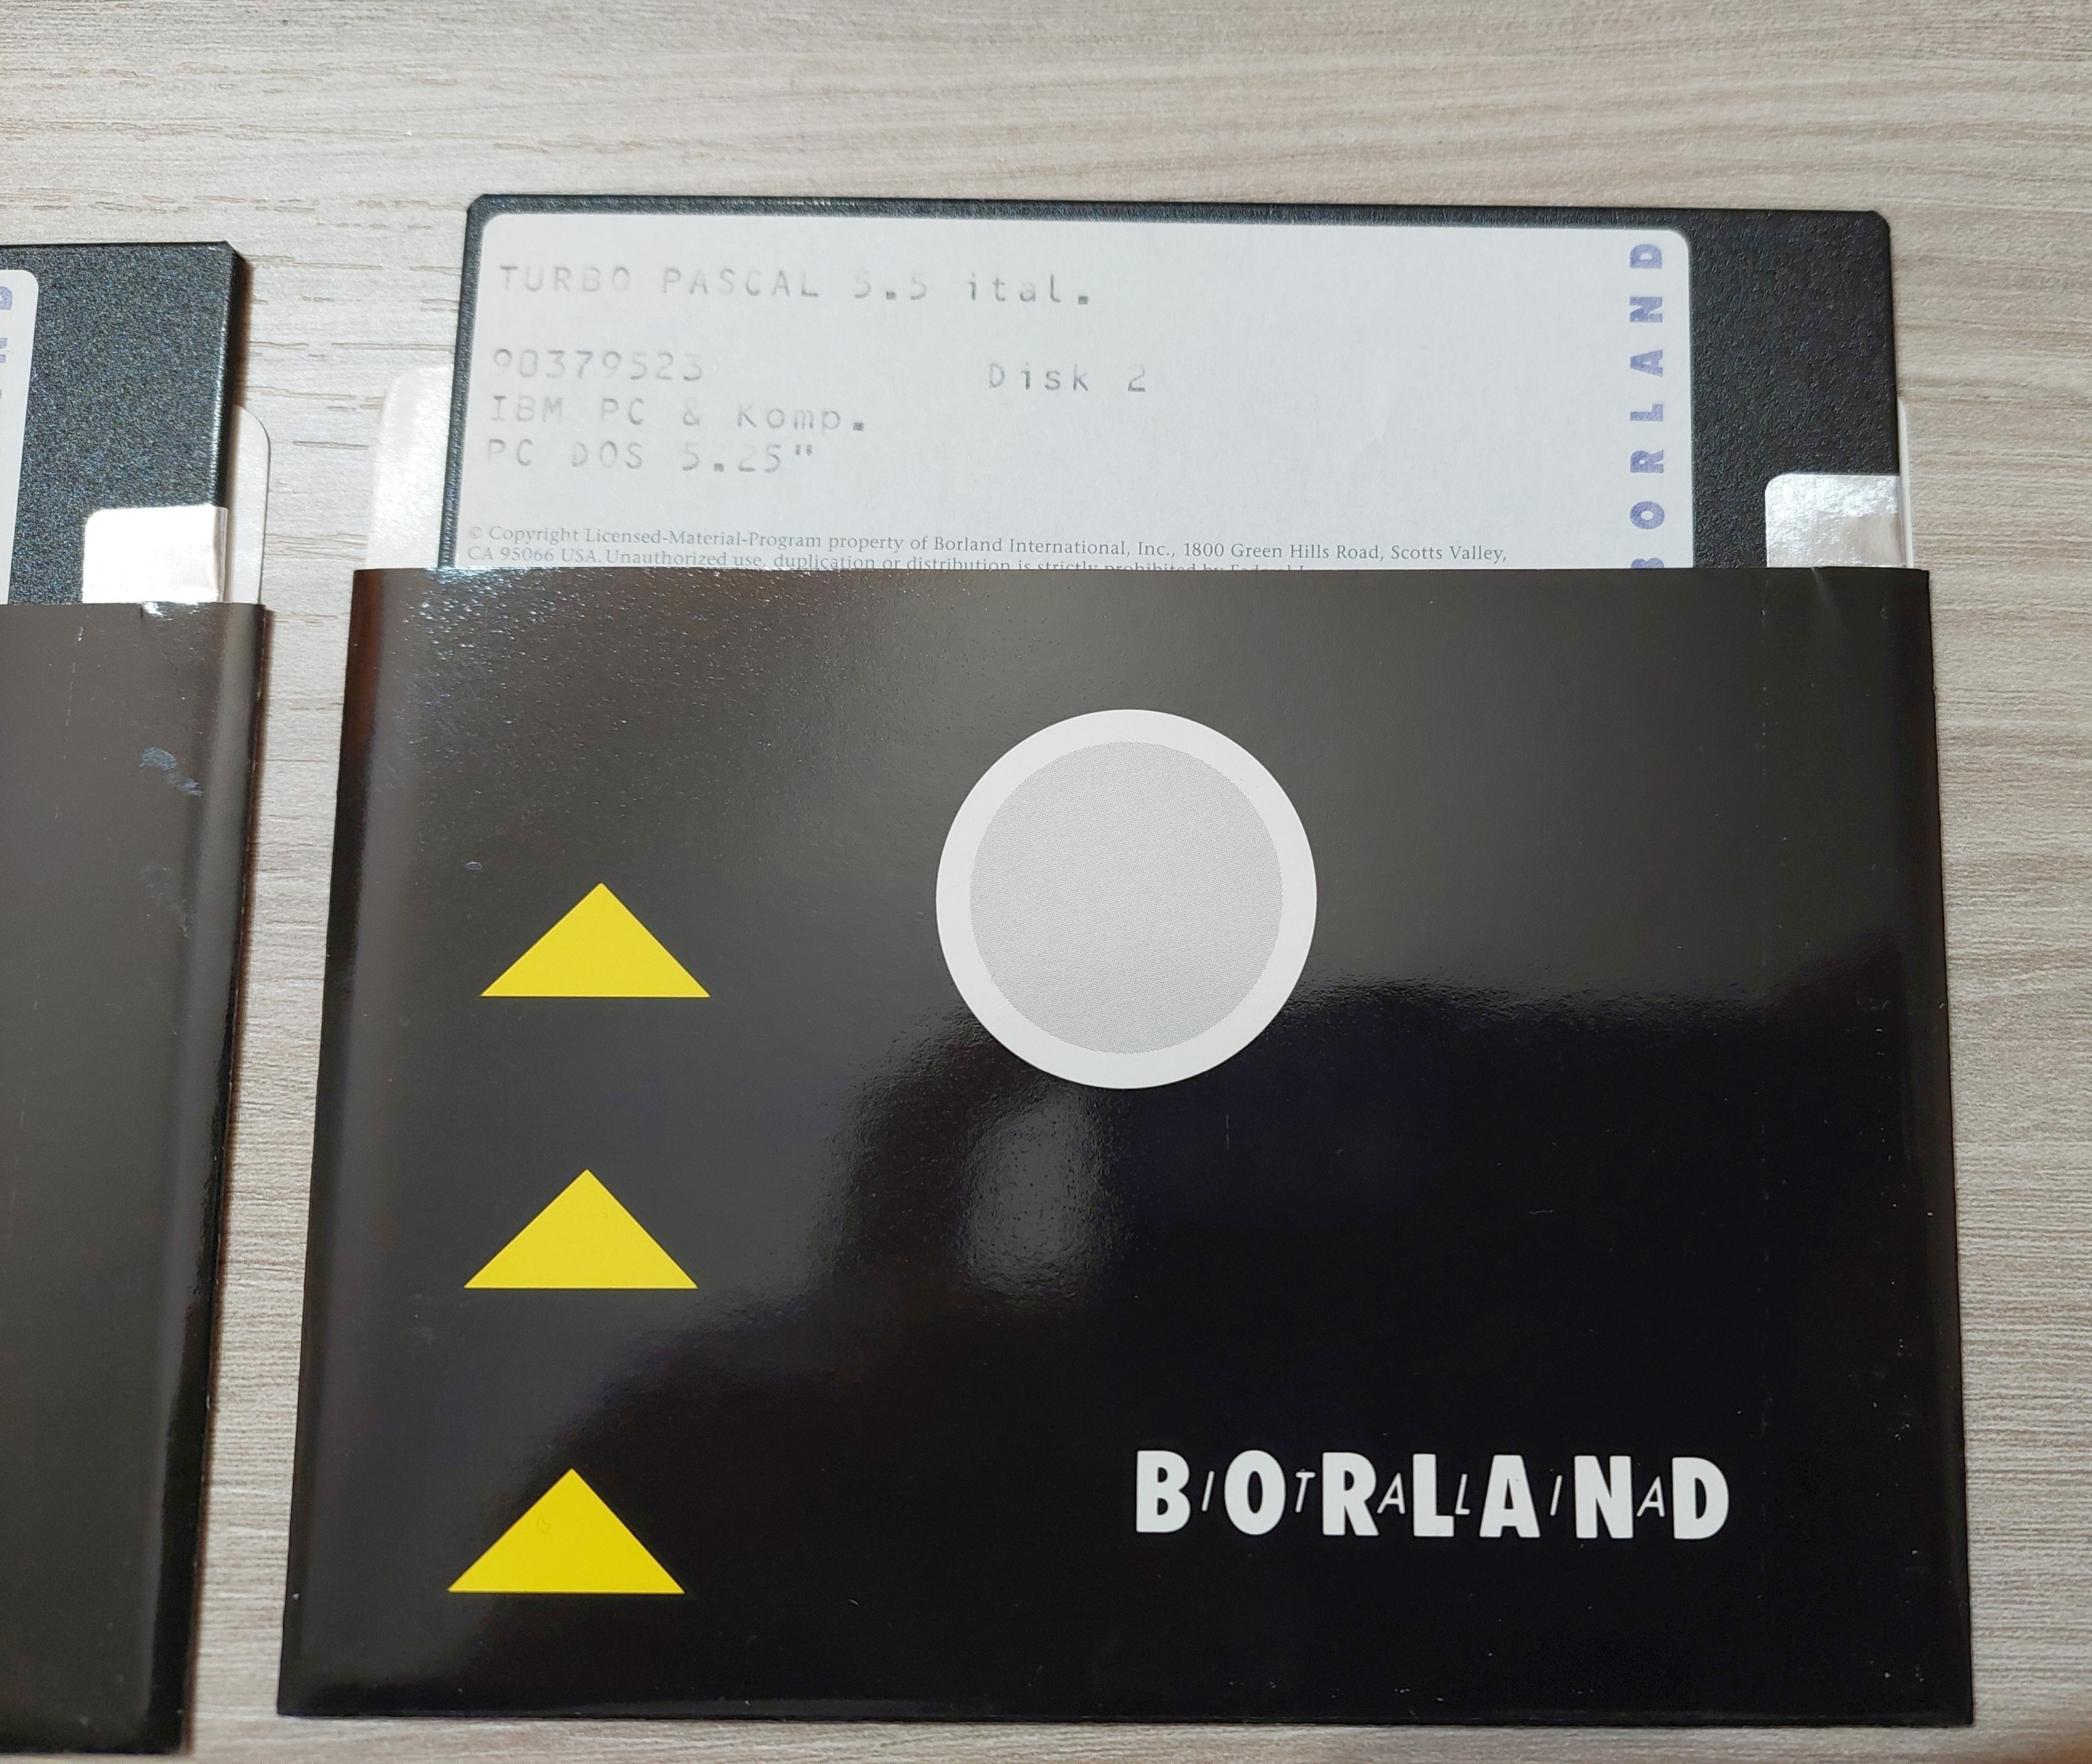 TURBO PASCAL 5.5 ital.
90379523 Disk 2
IBM PC & Komp.
PC DOS 5.25"
© Copyright Licensed-Material-Program property of Borland International, Inc., 1800 Green Hills Road, Scotts Valley,
CA 95066 USA. Unauthorized use, duplication or distribution is strictly prohibited by Federal
BORLAND
BORLAND
ITALIA